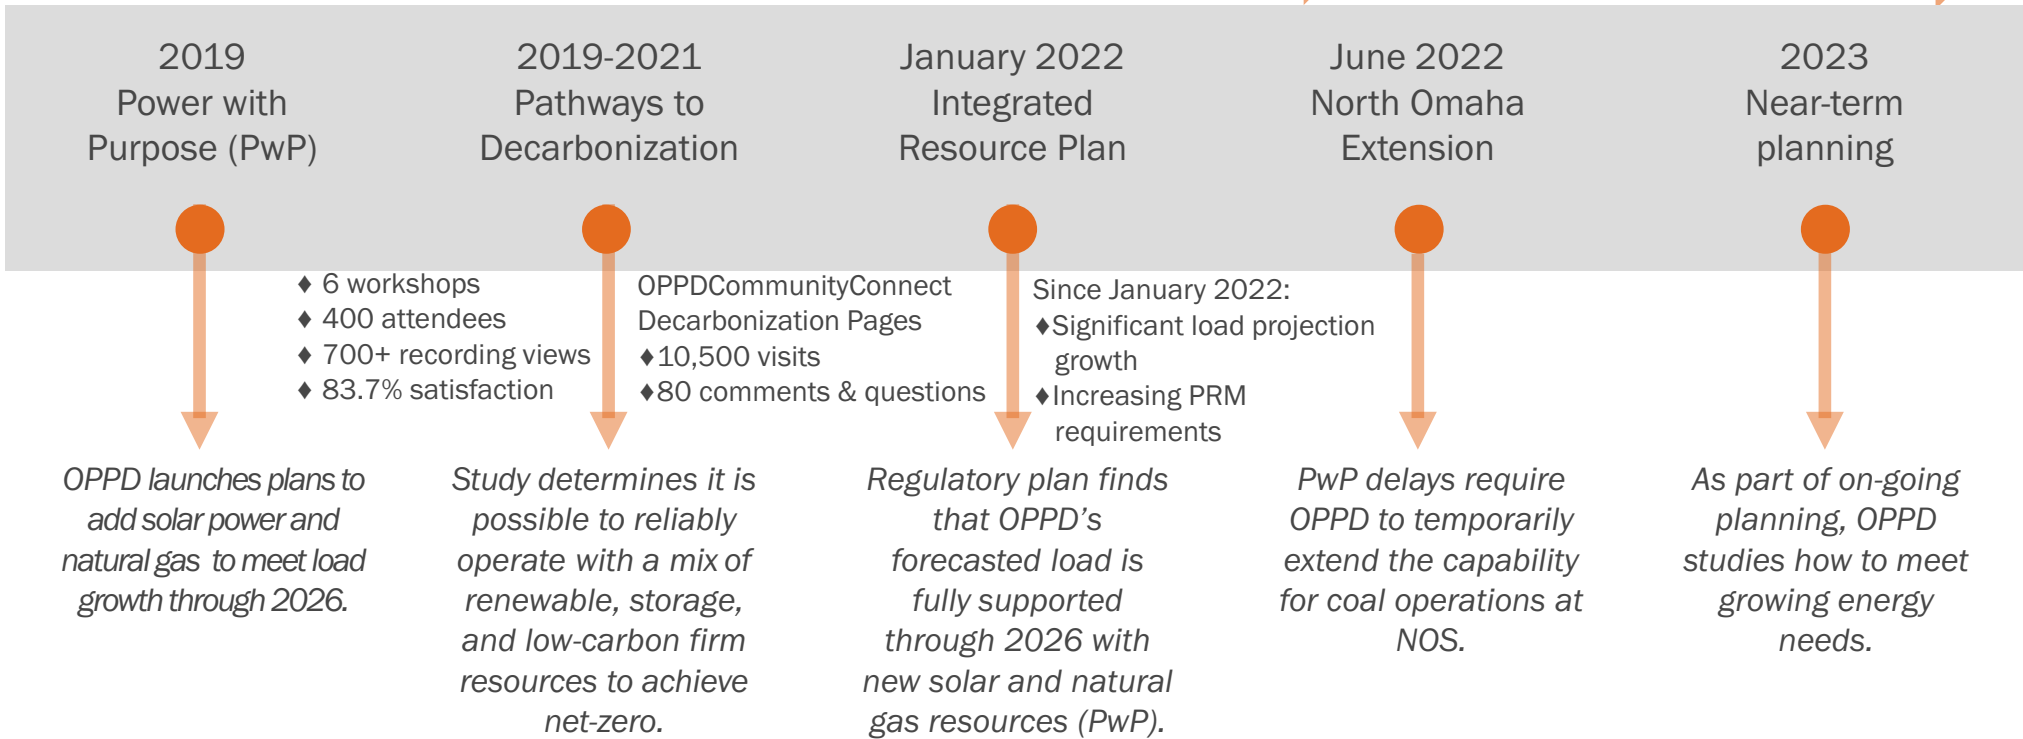 2019
Power with
Purpose (PwP)
2019-2021
Pathways to
Decarbonization
January 2022
Integrated
Resource Plan
June 2022
North Omaha
Extension
2023
Near-term
planning
♦ 6 workshops
♦ 400 attendees
♦ 700+ recording views
♦ 83.7% satisfaction
OPPDCommunityConnect
Decarbonization Pages
♦10,500 visits
♦80 comments & questions
Since January 2022:
♦Significant load projection
growth
♦Increasing PRM
requirements
OPPD launches plans to
add solar power and
natural gas to meet load
growth through 2026.
Study determines it is
possible to reliably
operate with a mix of
renewable, storage,
and low-carbon firm
resources to achieve
net-zero.
Regulatory plan finds
that OPPD's
forecasted load is
fully supported
through 2026 with
new solar and natural
gas resources (PwP).
PwP delays require
OPPD to temporarily
extend the capability
for coal operations at
NOS.
As part of on-going
planning, OPPD
studies how to meet
growing energy
needs.